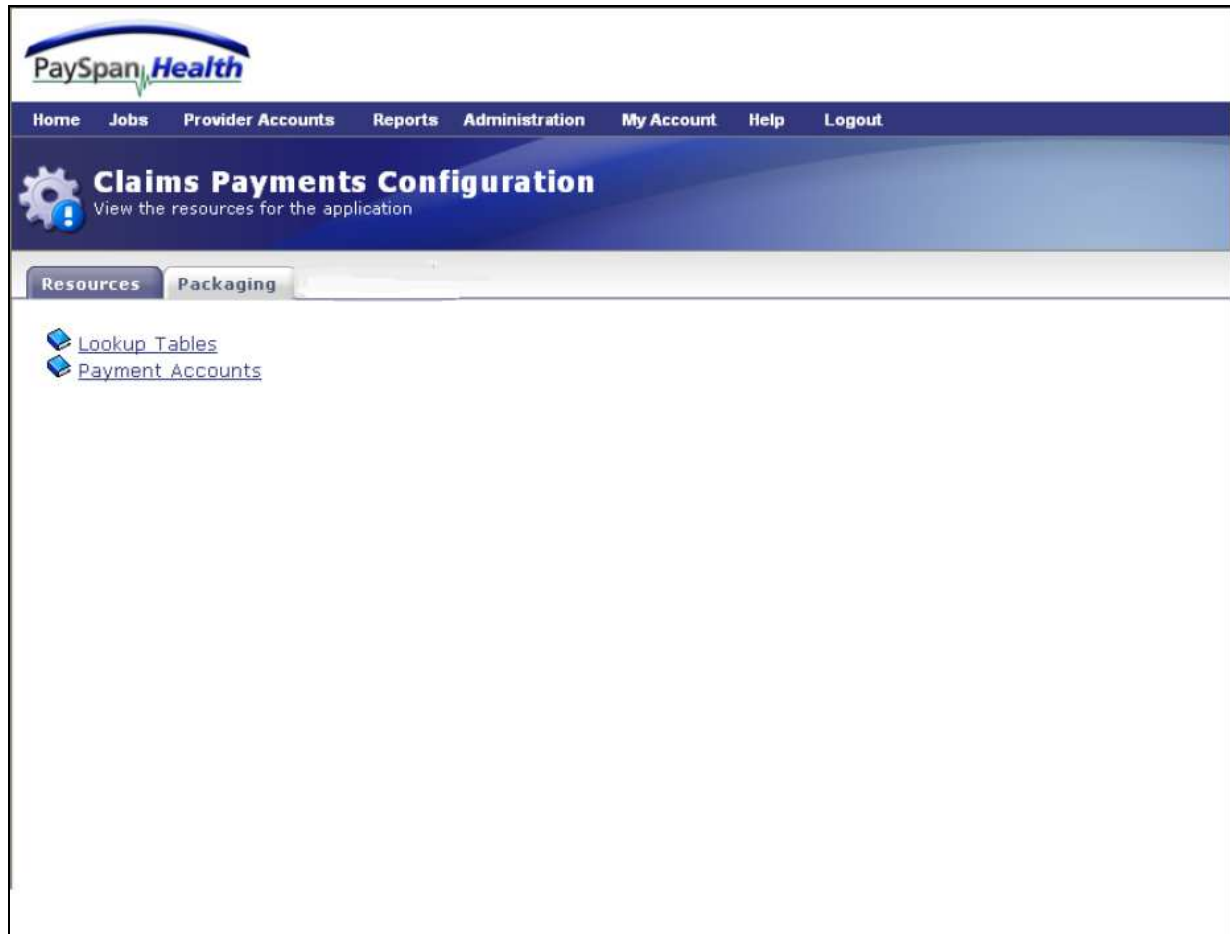 PaySpan Health
Home Jobs Provider Accounts Reports Administration My Account Help Logout
Claims Payments Configuration
View the resources for the application
Resources Packaging
Lookup Tables
Payment Accounts